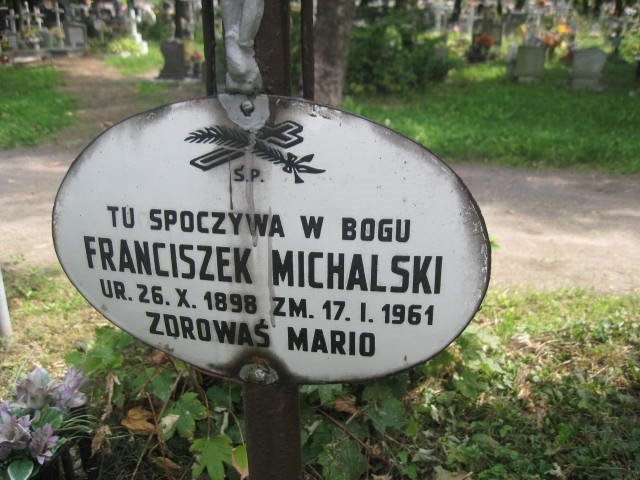 Ś.P.
TU SPOCZYWA W BOGU
FRANCISZEK MICHALSKI
UR. 26. X. 1898 ZM. 17. I. 1961
ZDROWAŚ MARIO